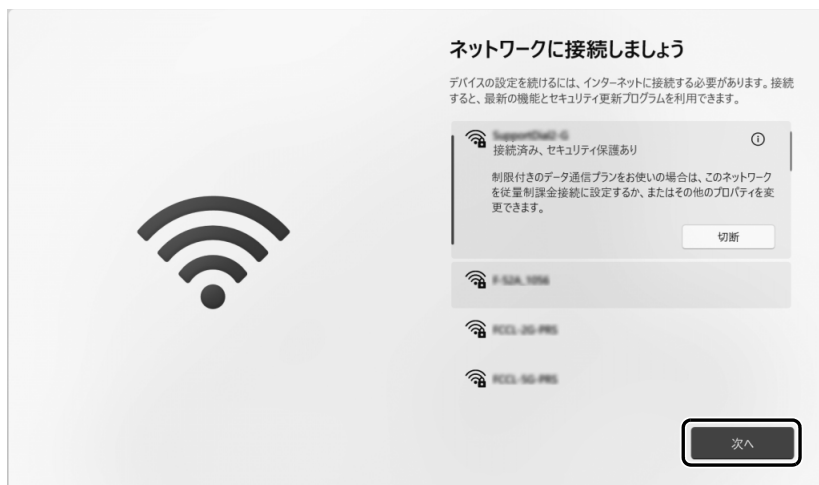 ネットワークに接続しましょう
デバイスの設定を続けるには、インターネットに接続する必要があります。接続
すると、最新の機能とセキュリティ更新プログラムを利用できます。
接続済み、セキュリティ保護あり
制限付きのデータ通信プランをお使いの場合は、このネットワーク
を従量制課金接続に設定するか、またはその他のプロパティを変
更できます。
切断
次へ